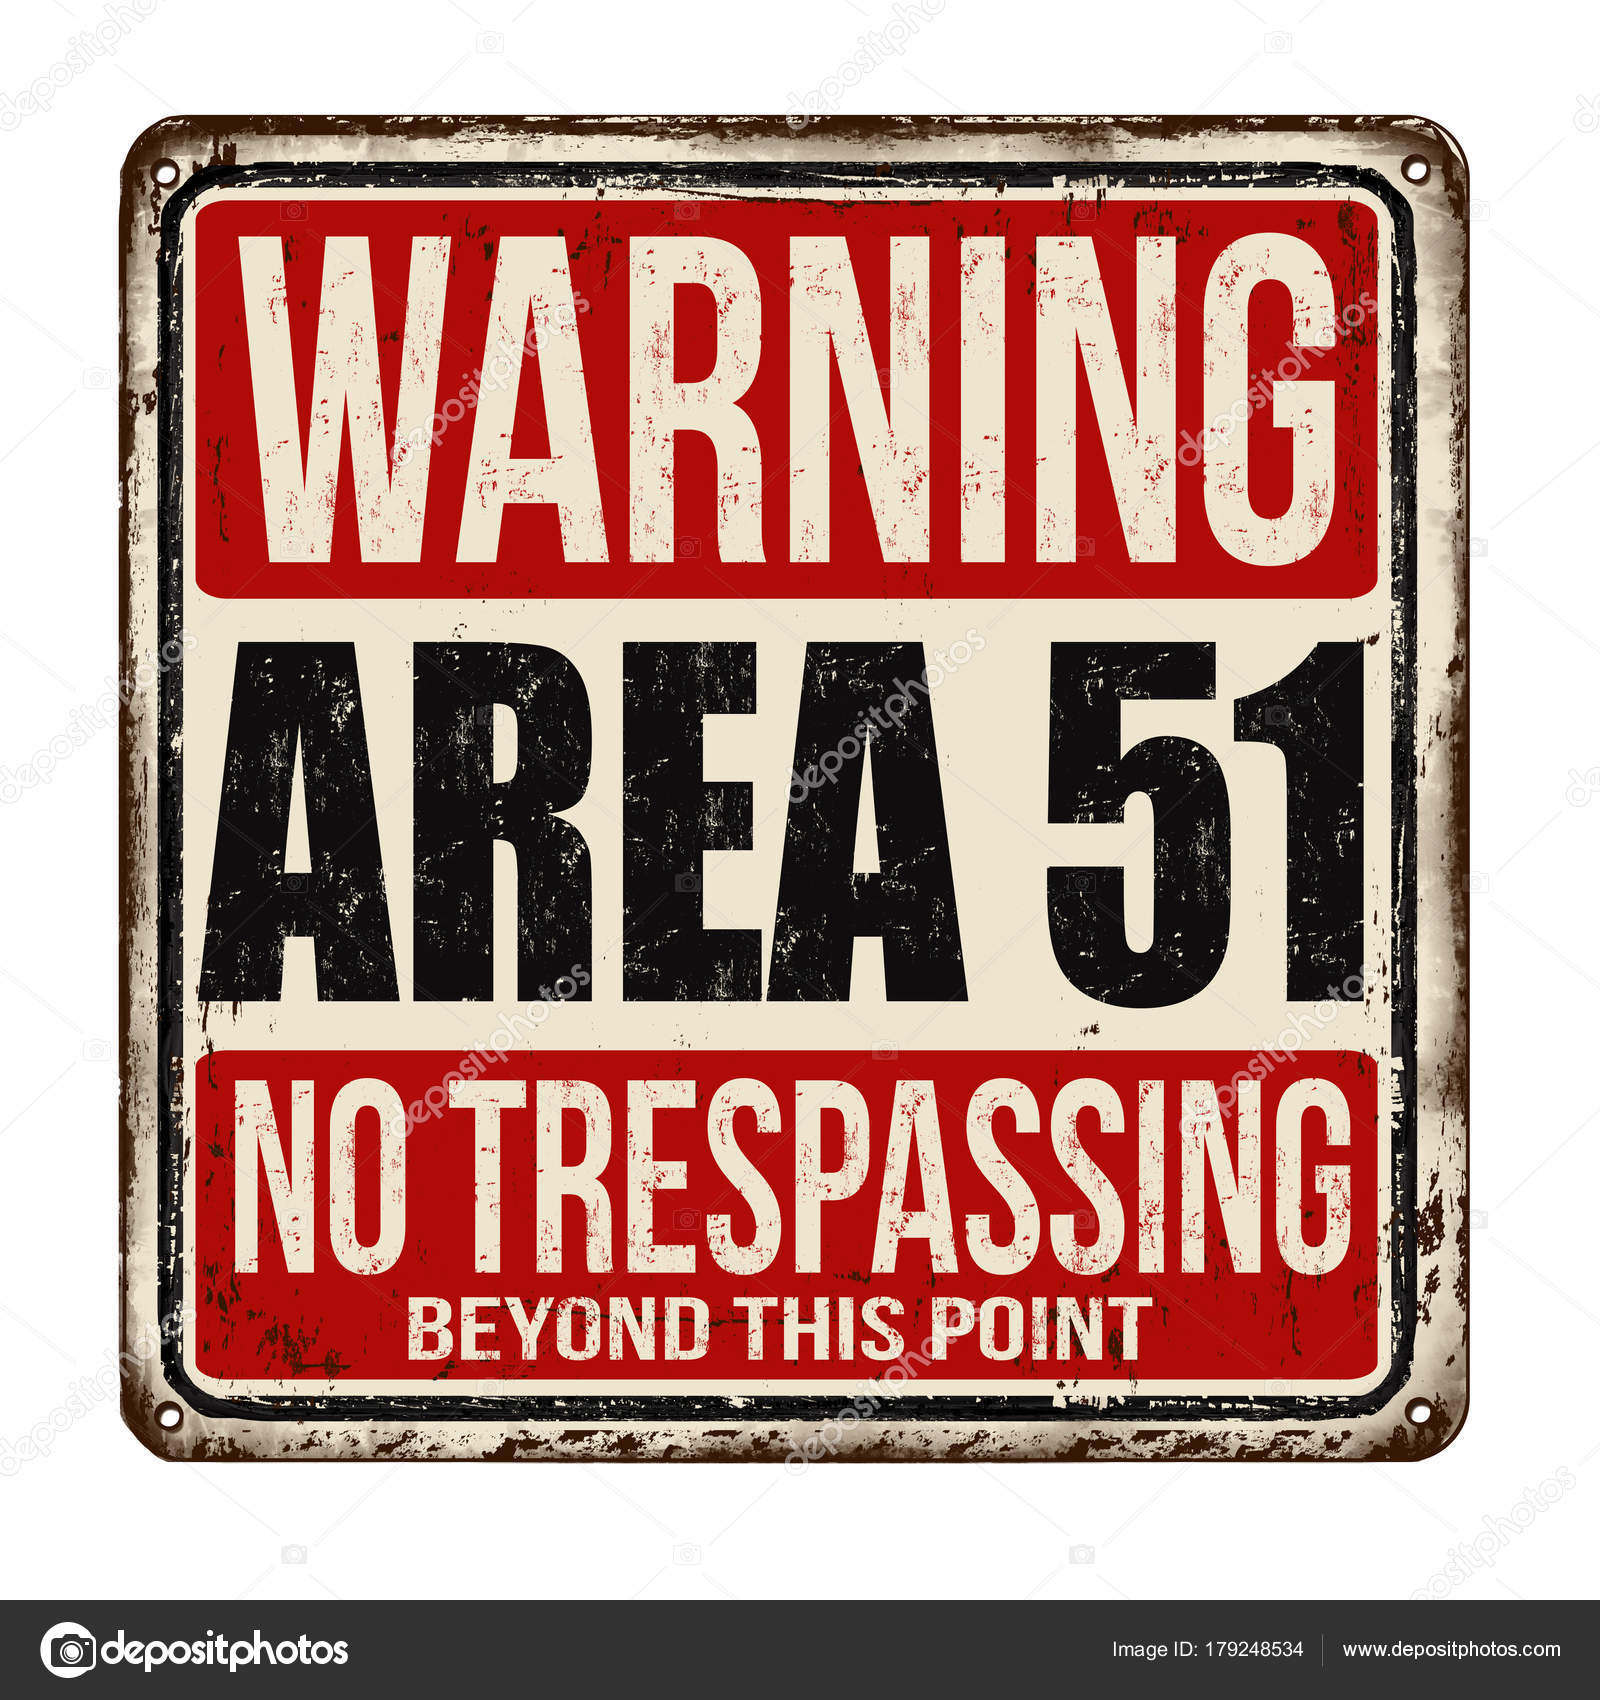 WARNING
AREA 51
NO TRESPASSING
BEYOND THIS POINT
depositphotos
Image ID: 179248534
www.depositphotos.com